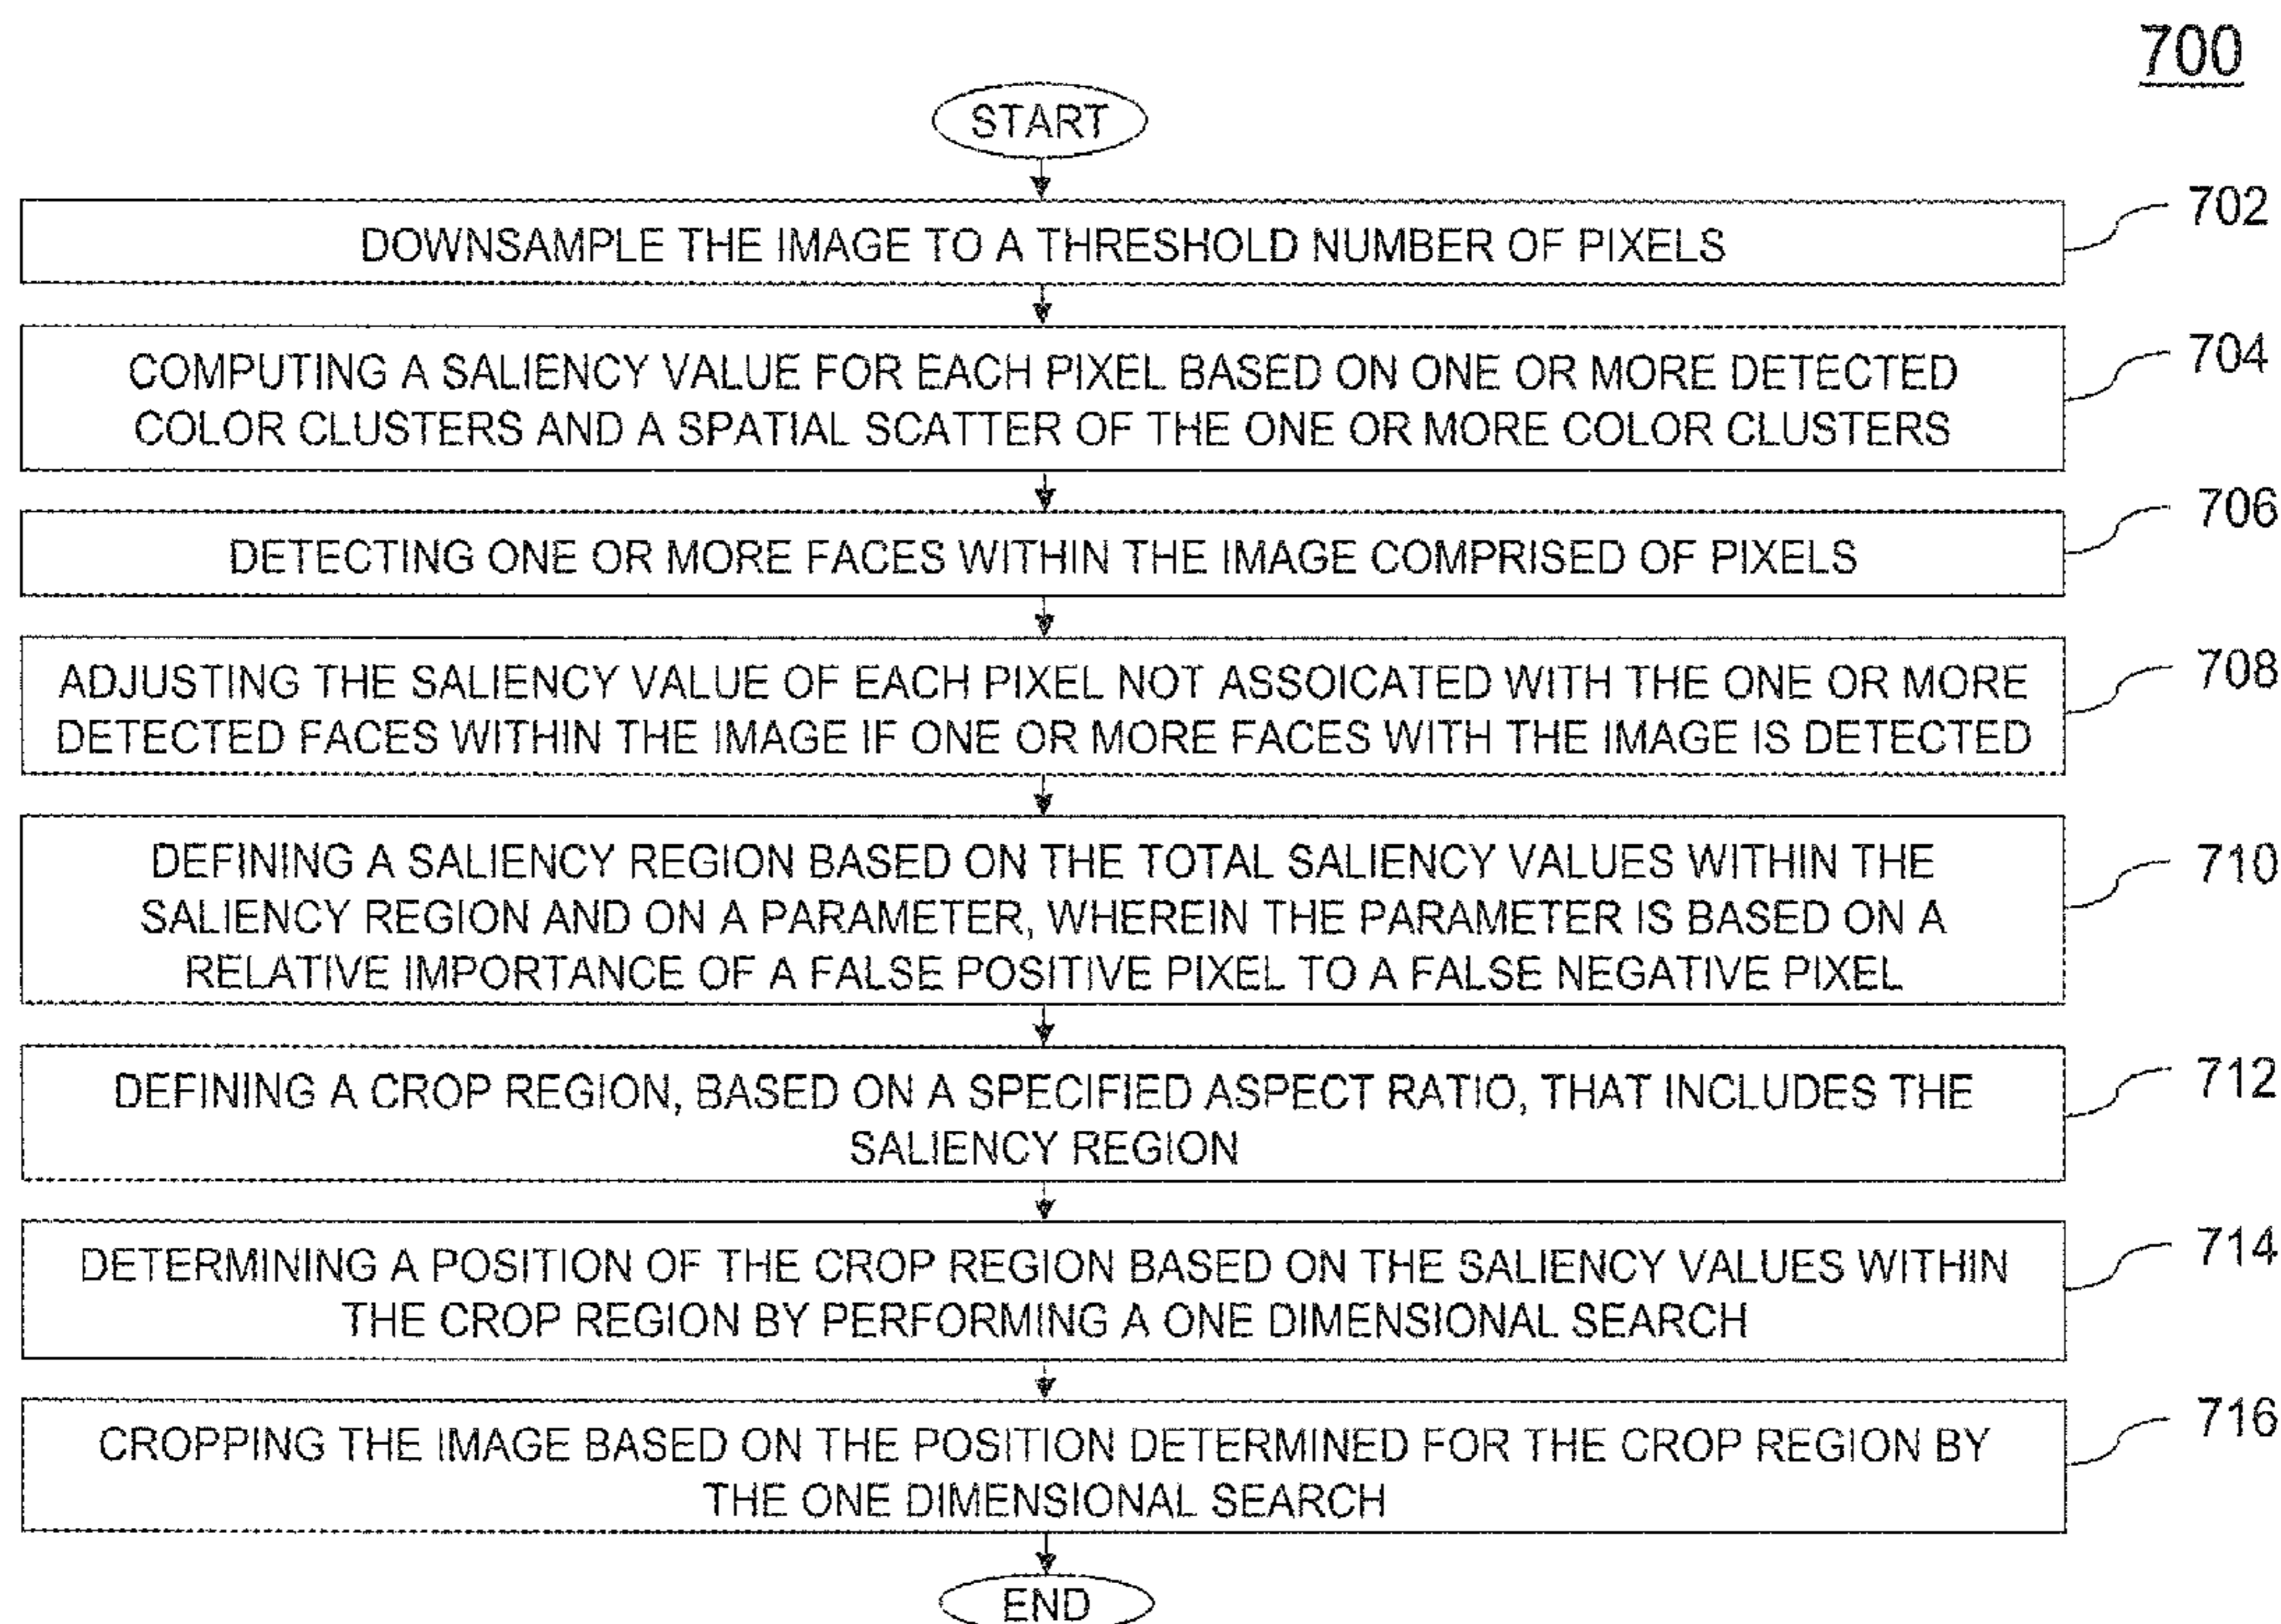 700
START
DOWNSAMPLE THE IMAGE TO A THRESHOLD NUMBER OF PIXELS
702
COMPUTING A SALIENCY VALUE FOR EACH PIXEL BASED ON ONE OR MORE DETECTED
COLOR CLUSTERS AND A SPATIAL SCATTER OF THE ONE OR MORE COLOR CLUSTERS
704
DETECTING ONE OR MORE FACES WITHIN THE IMAGE COMPRISED OF PIXELS
706
ADJUSTING THE SALIENCY VALUE OF EACH PIXEL NOT ASSOICATED WITH THE ONE OR MORE
DETECTED FACES WITHIN THE IMAGE IF ONE OR MORE FACES WITH THE IMAGE IS DETECTED
708
DEFINING A SALIENCY REGION BASED ON THE TOTAL SALIENCY VALUES WITHIN THE
SALIENCY REGION AND ON A PARAMETER, WHEREIN THE PARAMETER IS BASED ON A
RELATIVE IMPORTANCE OF A FALSE POSITIVE PIXEL TO A FALSE NEGATIVE PIXEL
710
DEFINING A CROP REGION, BASED ON A SPECIFIED ASPECT RATIO, THAT INCLUDES THE
SALIENCY REGION
712
DETERMINING A POSITION OF THE CROP REGION BASED ON THE SALIENCY VALUES WITHIN
THE CROP REGION BY PERFORMING A ONE DIMENSIONAL SEARCH
714
CROPPING THE IMAGE BASED ON THE POSITION DETERMINED FOR THE CROP REGION BY
THE ONE DIMENSIONAL SEARCH
716
END